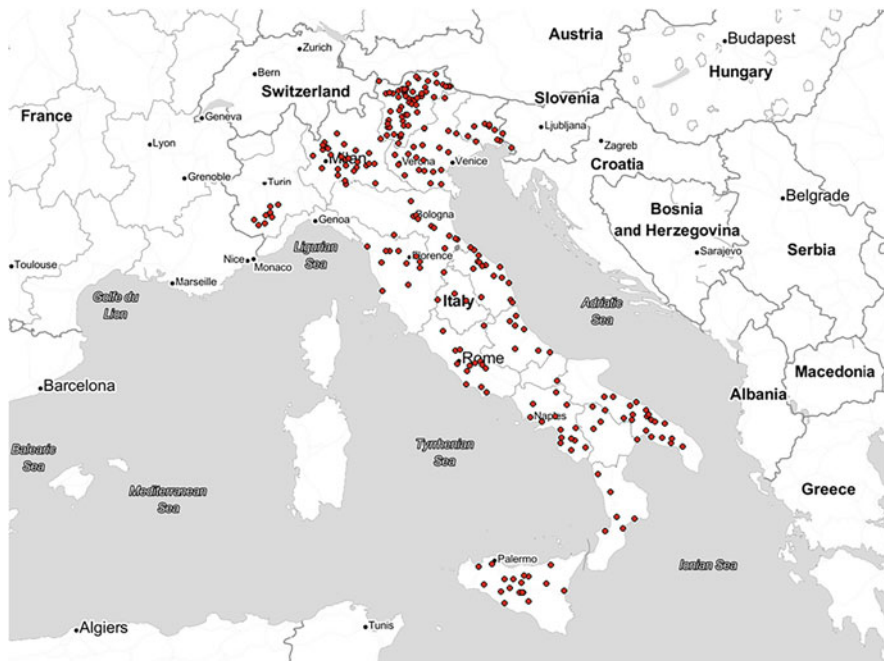 Austria
Zurich
Budapest
Bern
Hungary
Switzerland
Slovenia
France
Geneva
Ljubljana
Lyon
Zagreb
Milan
Verona
Venice
Croatia
Grenoble
Turin
Belgrade
Bosnia
and Herzegovina
Bologna
Genoa
Serbia
Ligurian
Sea
Florence
Nice
Monaco
Sarajevo
Toulouse
Marseille
Golfe du
Lion
Italy
Adriatic
Sea
Rome
Macedonia
Barcelona
Albania
Naples
Balearic
Sea
Tyrrhenian
Sea
Mediterranean
Sea
Greece
Palermo
Ionian Sea
Algiers
Tunis